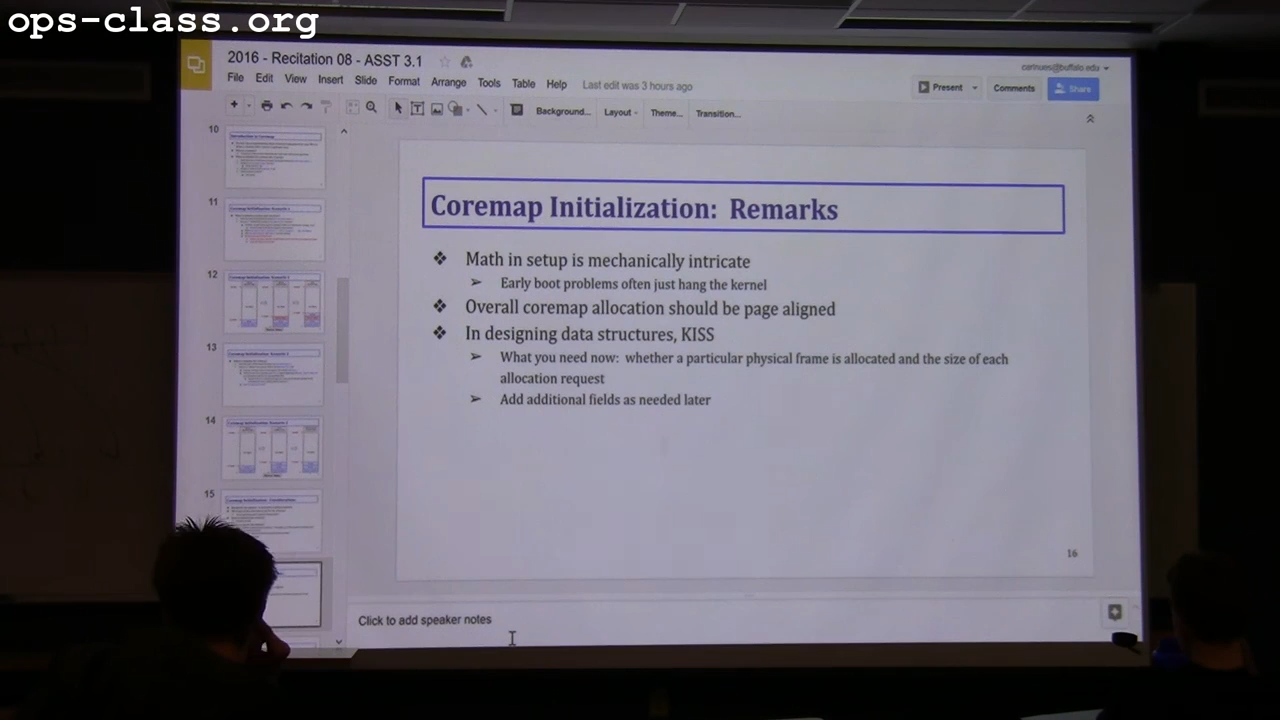 ops-class.org
2016 - Recitation 08 - ASST 3.1
carlnues@buffalo.edu
File Edit View Insert Slide Format Arrange Tools Table Help Last edit was 3 hours ago
Present Comments Share
Background... Layout Theme... Transition...
10
11
12
13
14
15
Coremap Initialization: Remarks
❖ Math in setup is mechanically intricate
➢ Early boot problems often just hang the kernel
❖ Overall coremap allocation should be page aligned
❖ In designing data structures, KISS
➢ What you need now: whether a particular physical frame is allocated and the size of each
allocation request
➢ Add additional fields as needed later
16
Click to add speaker notes